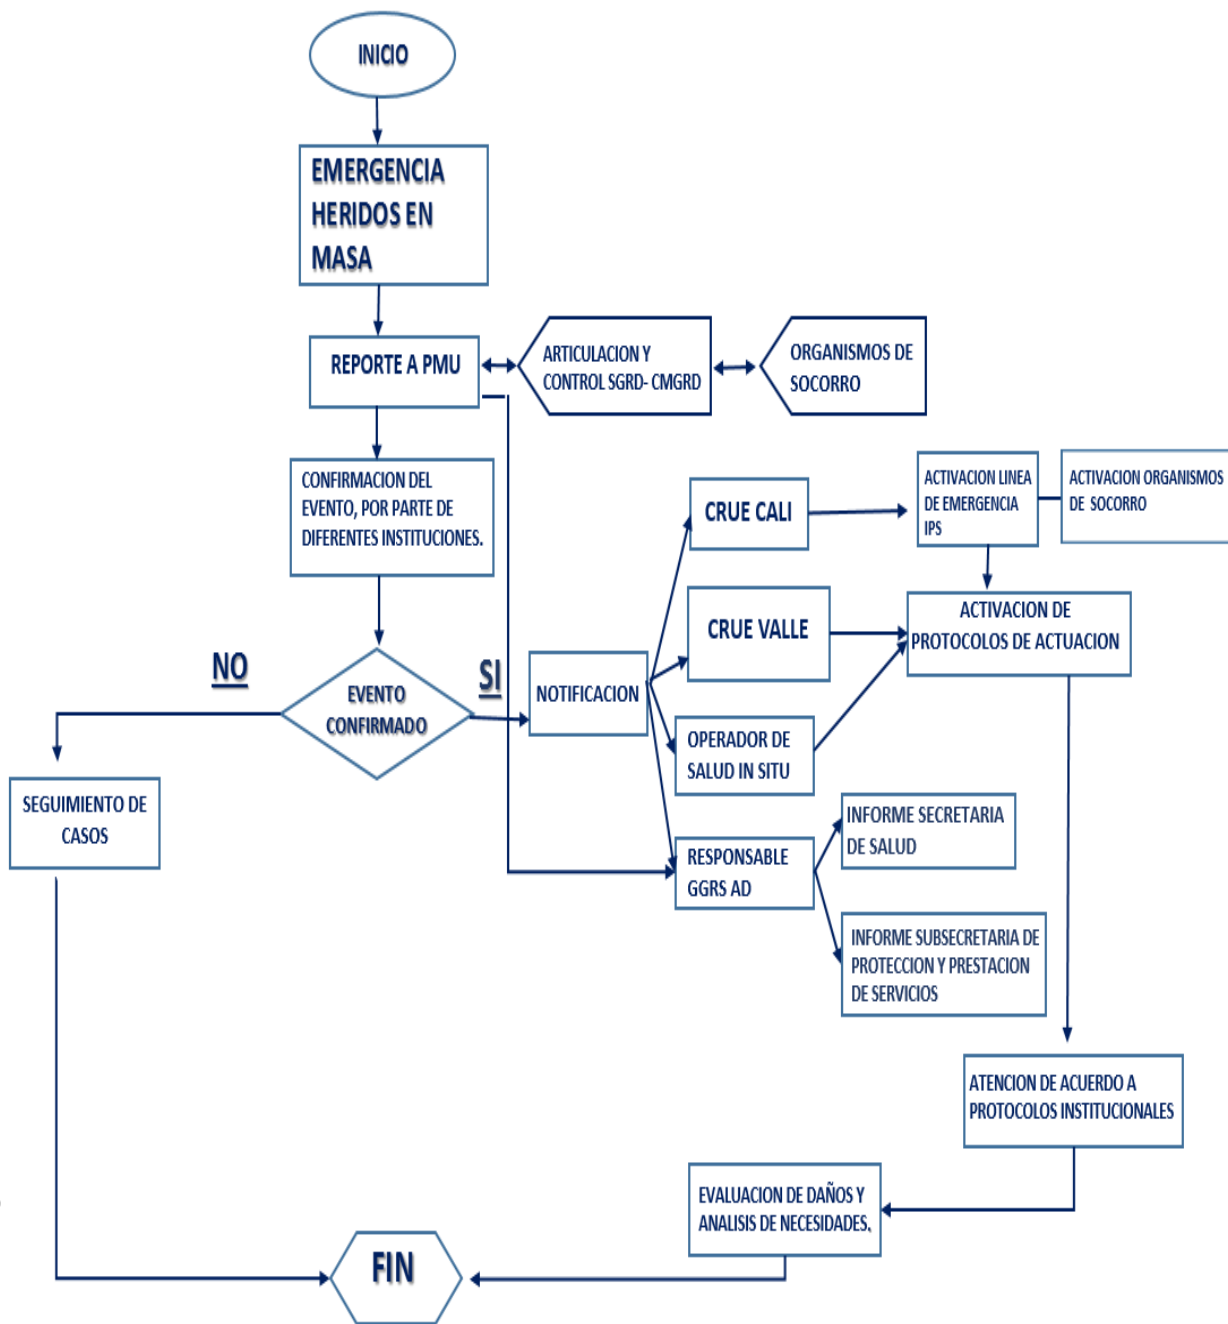 INICIO
EMERGENCIA
HERIDOS EN
MASA
REPORTE A PMU
ARTICULACION Y
CONTROL SGRD- CMGRD
ORGANISMOS DE
SOCORRO
CONFIRMACION DEL
EVENTO, POR PARTE DE
DIFERENTES INSTITUCIONES.
EVENTO
CONFIRMADO
NO
SI
SEGUIMIENTO DE
CASOS
NOTIFICACION
CRUE CALI
CRUE VALLE
OPERADOR DE
SALUD IN SITU
RESPONSABLE
GGRS AD
ACTIVACION LINEA
DE EMERGENCIA
IPS
ACTIVACION ORGANISMOS
DE SOCORRO
ACTIVACION DE
PROTOCOLOS DE ACTUACION
INFORME SECRETARIA
DE SALUD
INFORME SUBSECRETARIA DE
PROTECCION Y PRESTACION
DE SERVICIOS
ATENCION DE ACUERDO A
PROTOCOLOS INSTITUCIONALES
EVALUACION DE DAÑOS Y
ANALISIS DE NECESIDADES.
FIN